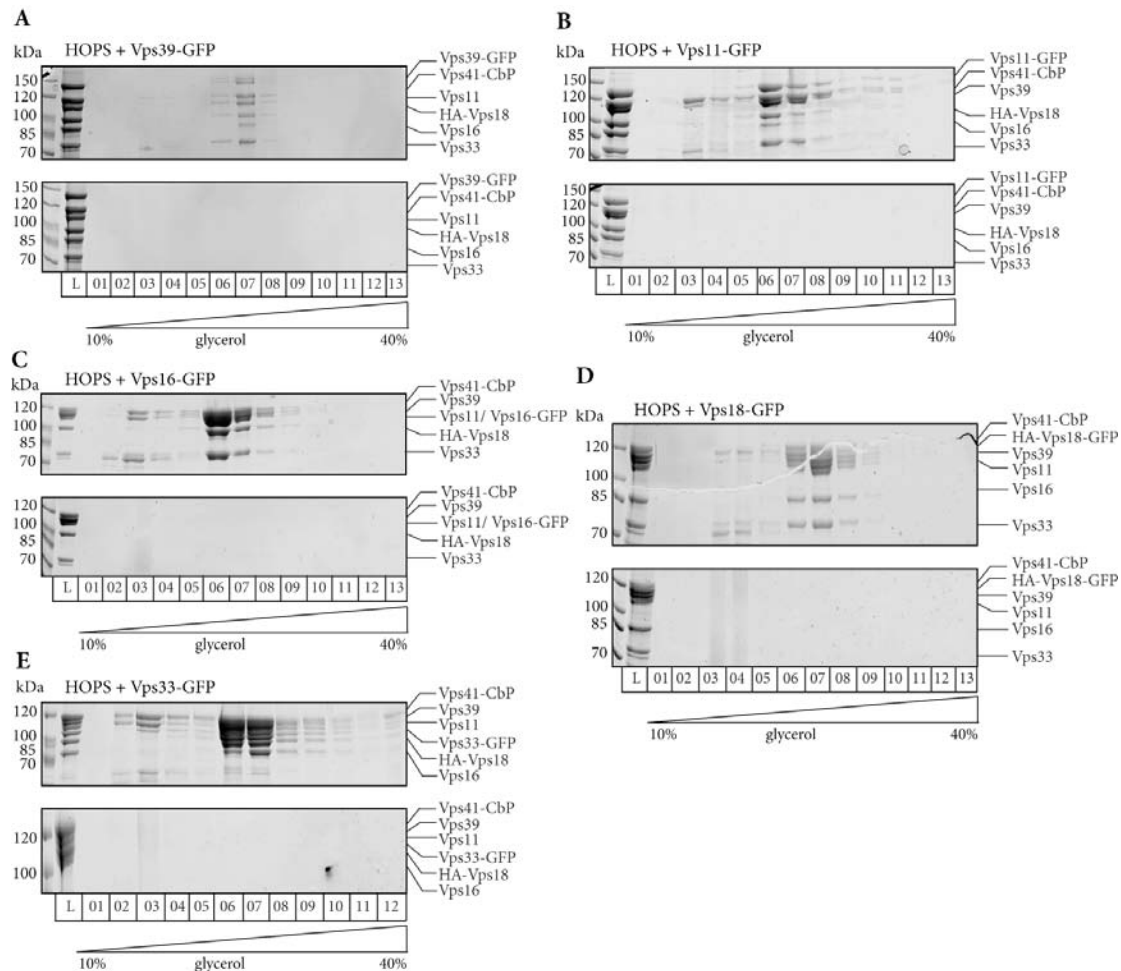 A
HOPS + Vps39-GFP
kDa
150
120
100
85
70
Vps39-GFP
Vps41-CbP
Vps11
HA-Vps18
Vps16
Vps33
150
120
100
85
70
Vps39-GFP
Vps41-CbP
Vps11
HA-Vps18
Vps16
Vps33
L 01 02 03 04 05 06 07 08 09 10 11 12 13
10% glycerol 40%
B
HOPS + Vps11-GFP
kDa
150
120
100
85
70
Vps11-GFP
Vps41-CbP
Vps39
HA-Vps18
Vps16
Vps33
150
120
100
85
70
Vps11-GFP
Vps41-CbP
Vps39
HA-Vps18
Vps16
Vps33
L 01 02 03 04 05 06 07 08 09 10 11 12 13
10% glycerol 40%
C
HOPS + Vps16-GFP
kDa
120
100
85
70
Vps41-CbP
Vps39
Vps11/ Vps16-GFP
HA-Vps18
Vps33
120
100
85
70
Vps41-CbP
Vps39
Vps11/ Vps16-GFP
HA-Vps18
Vps33
L 01 02 03 04 05 06 07 08 09 10 11 12 13
10% glycerol 40%
D
HOPS + Vps18-GFP
kDa
120
100
85
70
Vps41-CbP
HA-Vps18-GFP
Vps39
Vps11
Vps16
Vps33
120
100
85
70
Vps41-CbP
HA-Vps18-GFP
Vps39
Vps11
Vps16
Vps33
L 01 02 03 04 05 06 07 08 09 10 11 12 13
10% glycerol 40%
E
HOPS + Vps33-GFP
kDa
120
100
85
70
Vps41-CbP
Vps39
Vps11
Vps33-GFP
HA-Vps18
Vps16
120
100
Vps41-CbP
Vps39
Vps11
Vps33-GFP
HA-Vps18
Vps16
L 01 02 03 04 05 06 07 08 09 10 11 12
10% glycerol 40%